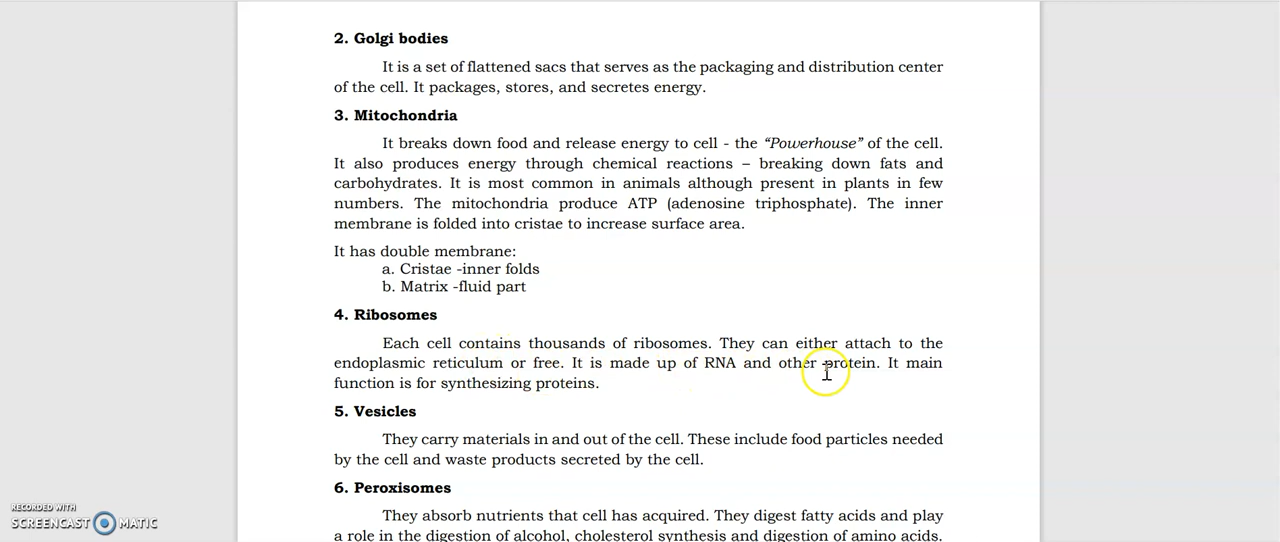 2. Golgi bodies
It is a set of flattened sacs that serves as the packaging and distribution center
of the cell. It packages, stores, and secretes energy.
3. Mitochondria
It breaks down food and release energy to cell - the “Powerhouse” of the cell.
It also produces energy through chemical reactions – breaking down fats and
carbohydrates. It is most common in animals although present in plants in few
numbers. The mitochondria produce ATP (adenosine triphosphate). The inner
membrane is folded into cristae to increase surface area.
It has double membrane:
a. Cristae -inner folds
b. Matrix -fluid part
4. Ribosomes
Each cell contains thousands of ribosomes. They can either attach to the
endoplasmic reticulum or free. It is made up of RNA and other protein. It main
function is for synthesizing proteins.
5. Vesicles
They carry materials in and out of the cell. These include food particles needed
by the cell and waste products secreted by the cell.
6. Peroxisomes
They absorb nutrients that cell has acquired. They digest fatty acids and play
a role in the digestion of alcohol, cholesterol synthesis and digestion of amino acids.
RECORDED WITH
SCREENCAST MATIC